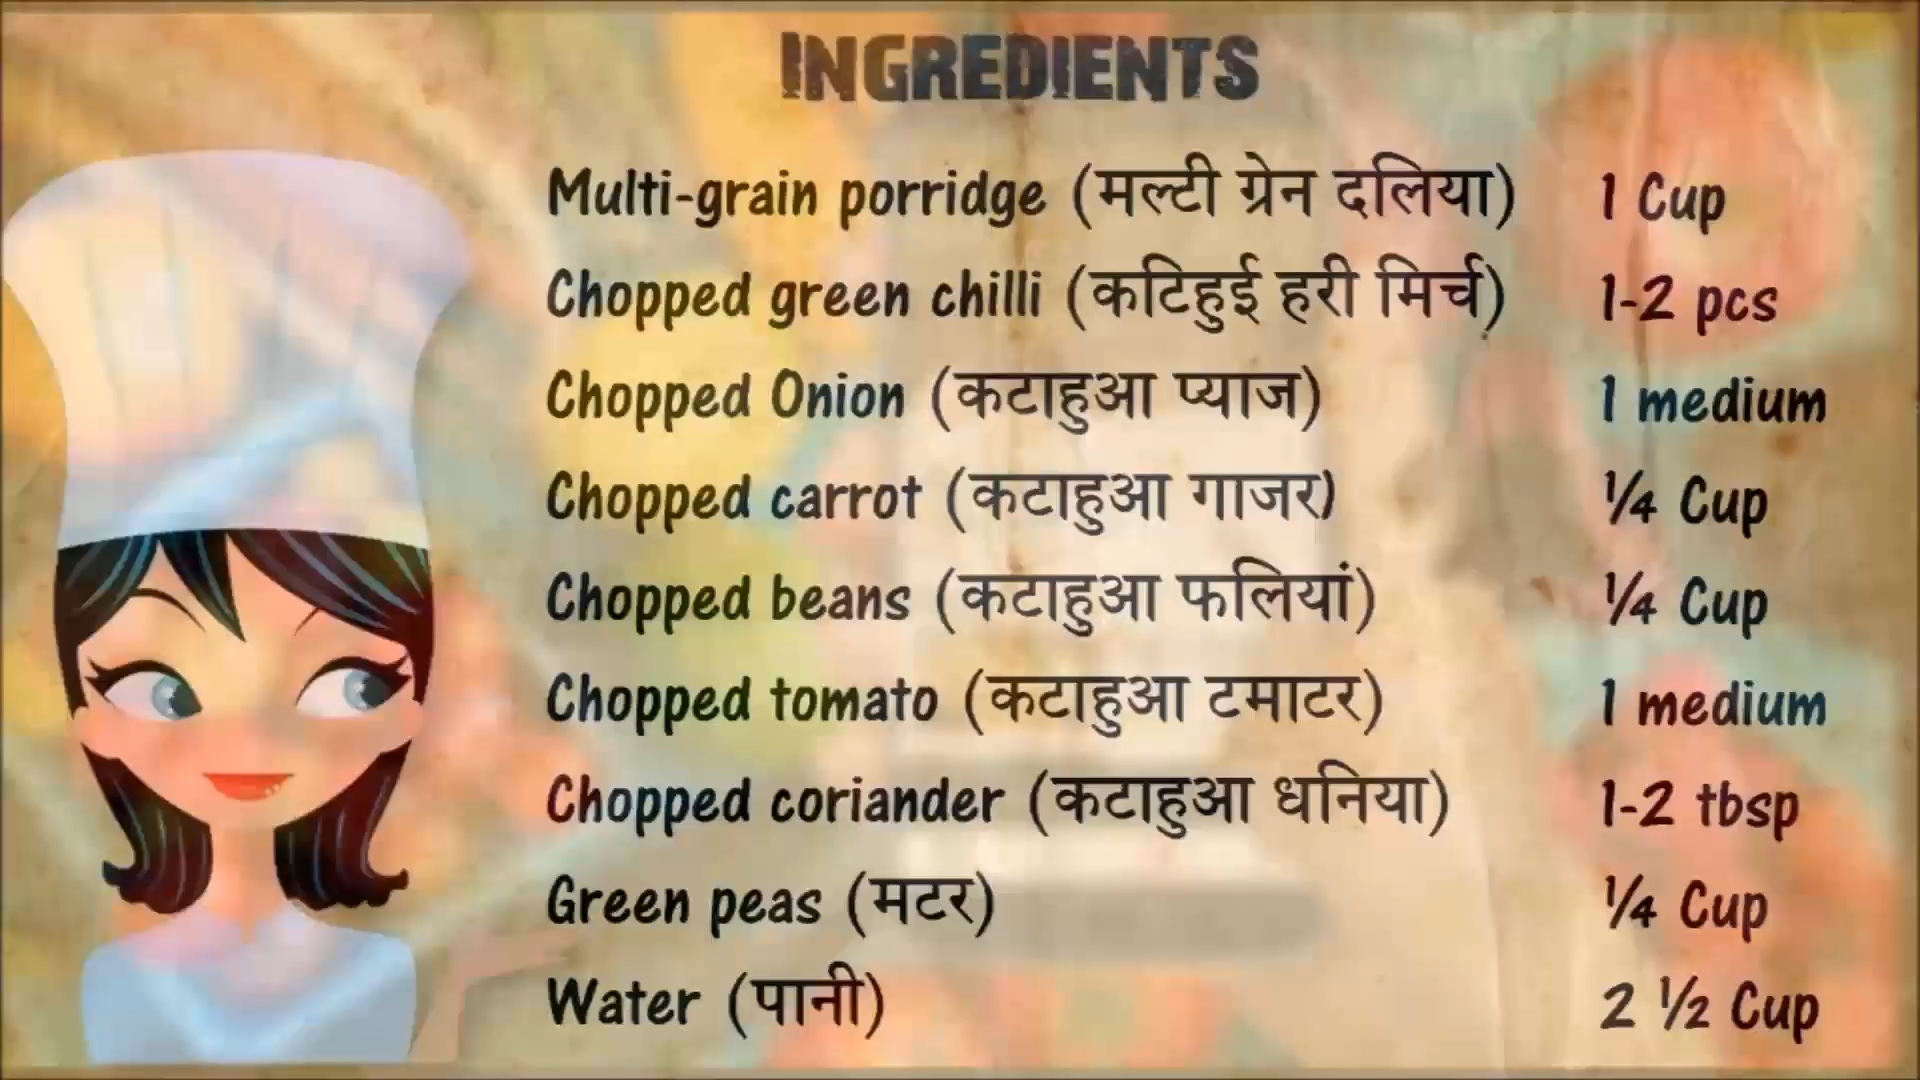 INGREDIENTS
Multi-grain porridge (मल्टी ग्रेन दलिया) 1 Cup
Chopped green chilli (कटिहुई हरी मिर्च) 1-2 pcs
Chopped Onion (कटाहुआ प्याज) 1 medium
Chopped carrot (कटाहुआ गाजर) ¼ Cup
Chopped beans (कटाहुआ फलियां) ¼ Cup
Chopped tomato (कटाहुआ टमाटर) 1 medium
Chopped coriander (कटाहुआ धनिया) 1-2 tbsp
Green peas (मटर) ¼ Cup
Water (पानी) 2 ½ Cup